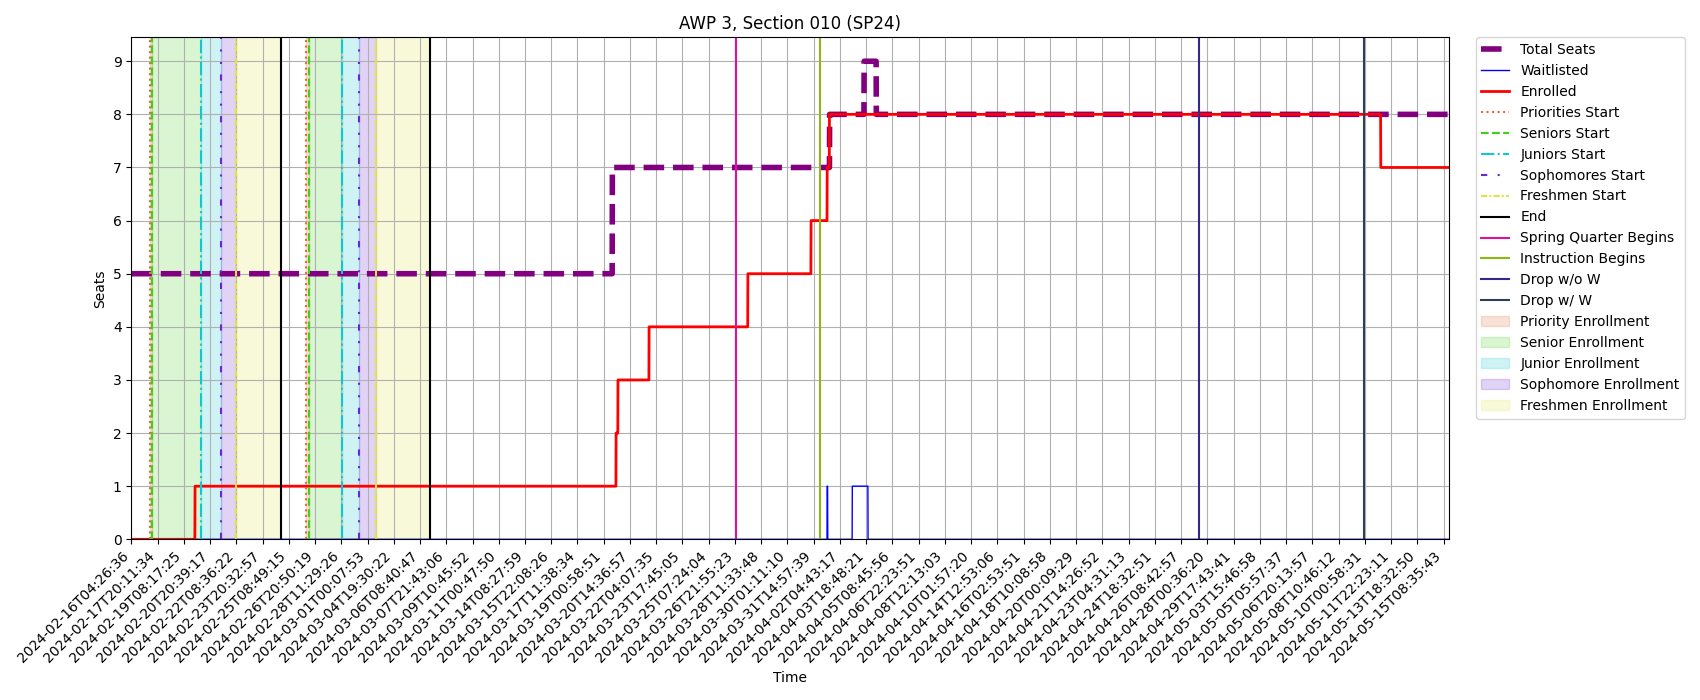 AWP 3, Section 010 (SP24)
Seats
9
8
7
6
5
4
3
2
1
0
2024-02-16T04:26:36
2024-02-17T20:11:34
2024-02-19T08:17:25
2024-02-20T20:39:17
2024-02-22T08:36:22
2024-02-23T20:32:57
2024-02-25T08:49:15
2024-02-26T20:50:19
2024-02-28T11:29:26
2024-03-01T00:07:53
2024-03-04T19:30:22
2024-03-06T08:40:47
2024-03-07T21:43:06
2024-03-09T10:45:52
2024-03-11T00:47:50
2024-03-14T08:27:59
2024-03-15T22:08:26
2024-03-17T11:38:34
2024-03-19T00:58:51
2024-03-20T14:36:57
2024-03-22T04:07:35
2024-03-23T17:45:05
2024-03-25T07:24:04
2024-03-26T21:55:23
2024-03-28T11:33:48
2024-03-30T01:11:10
2024-03-31T14:57:39
2024-04-02T04:43:17
2024-04-03T18:48:21
2024-04-05T08:45:56
2024-04-06T22:23:51
2024-04-08T12:13:03
2024-04-10T01:57:20
2024-04-14T12:53:06
2024-04-16T02:53:51
2024-04-18T10:08:58
2024-04-20T00:09:29
2024-04-21T14:26:52
2024-04-23T04:31:13
2024-04-24T18:32:51
2024-04-26T08:42:57
2024-04-28T00:36:20
2024-04-29T17:43:41
2024-05-03T15:46:58
2024-05-05T05:57:37
2024-05-06T20:13:57
2024-05-08T10:46:12
2024-05-10T00:58:31
2024-05-11T22:23:11
2024-05-13T18:32:50
2024-05-15T08:35:43
Time
Total Seats
Waitlisted
Enrolled
Priorities Start
Seniors Start
Juniors Start
Sophomores Start
Freshmen Start
End
Spring Quarter Begins
Instruction Begins
Drop w/o W
Drop w/ W
Priority Enrollment
Senior Enrollment
Junior Enrollment
Sophomore Enrollment
Freshmen Enrollment